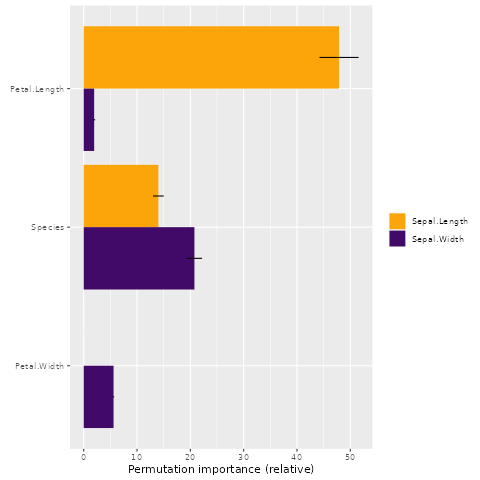 Petal.Length
Species
Petal.Width
0 10 20 30 40 50
Permutation importance (relative)
Sepal.Length
Sepal.Width